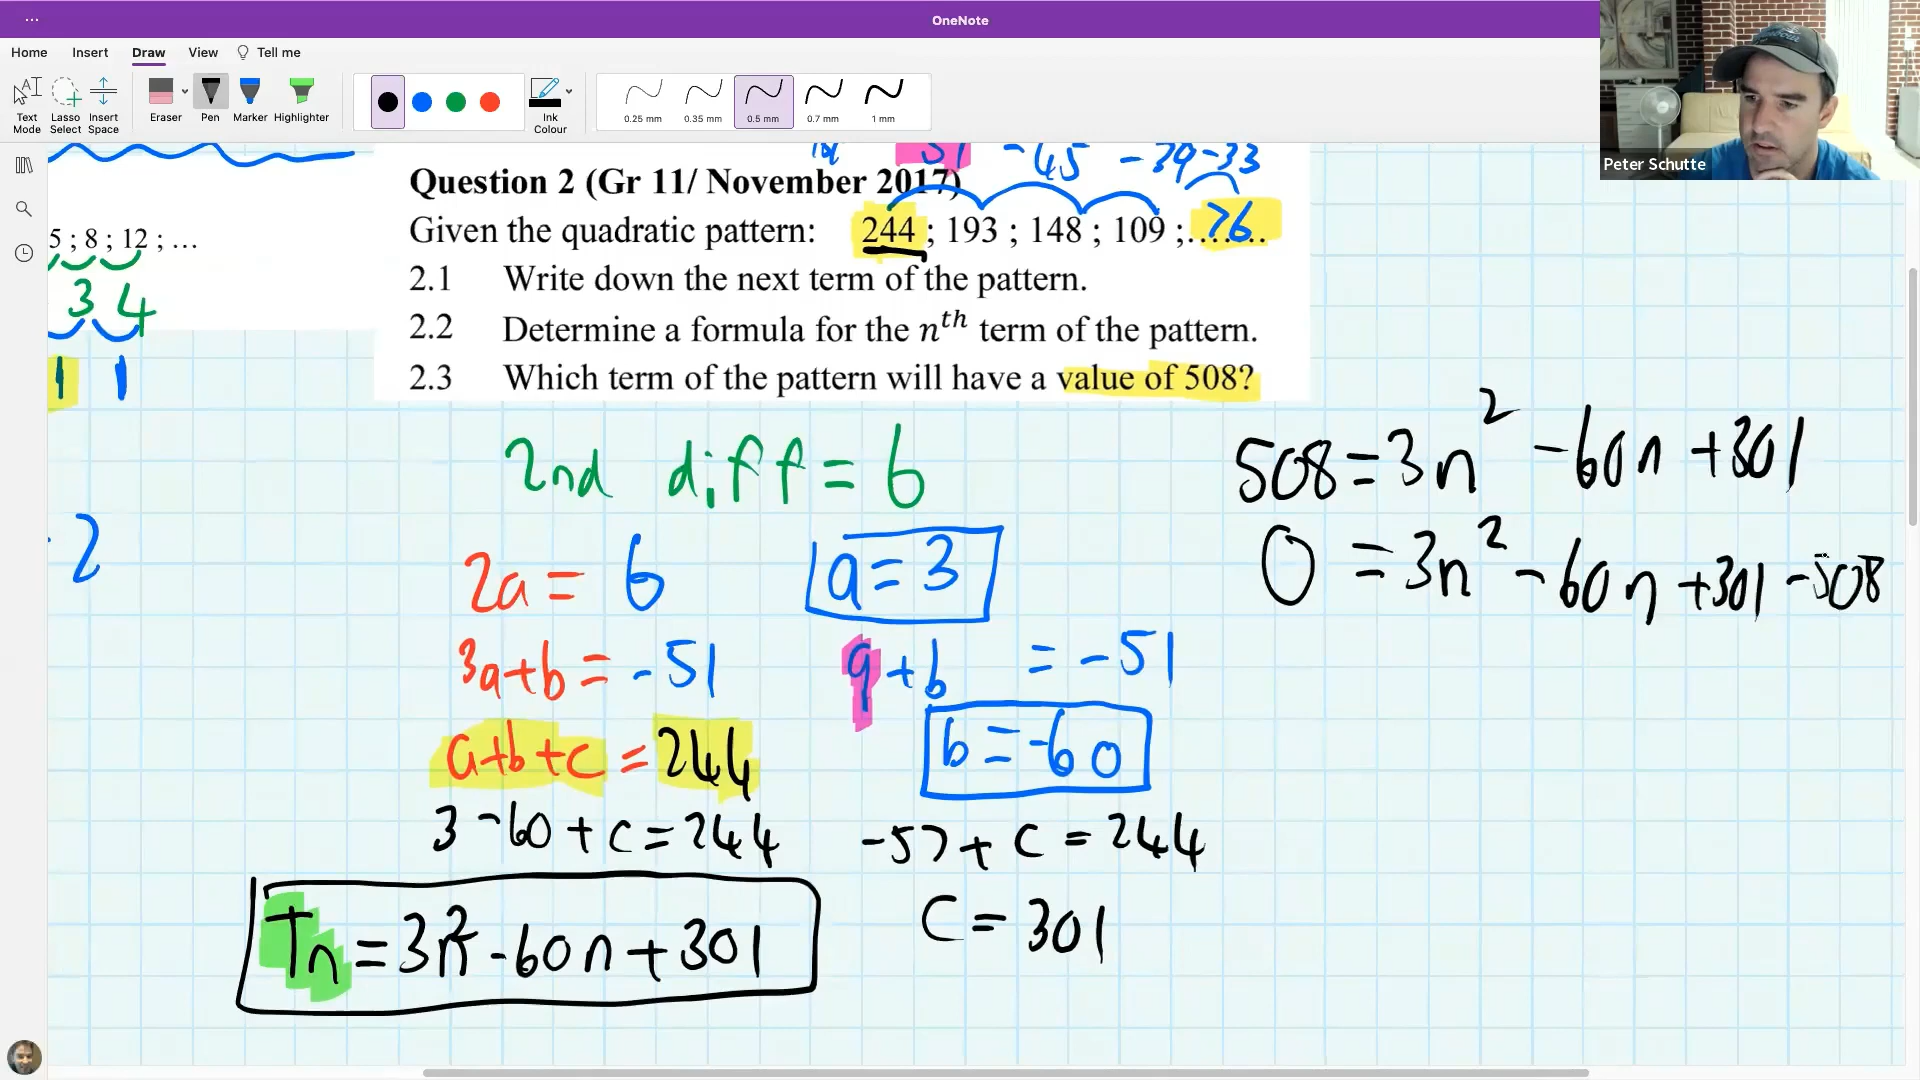 OneNote
Home Insert Draw View Tell me
Text Mode
Lasso Select
Insert Space
Eraser
Pen
Marker
Highlighter
Ink Colour
0.25 mm
0.35 mm
0.5 mm
0.7 mm
1 mm
Peter Schutte
51 -45 -39 -33
Question 2 (Gr 11/ November 2017)
Given the quadratic pattern: 244 ; 193 ; 148 ; 109 ;....... 76
2.1 Write down the next term of the pattern.
2.2 Determine a formula for the n^th term of the pattern.
2.3 Which term of the pattern will have a value of 508?
5 ; 8 ; 12 ; …
3 4
1 1
2
2nd diff = 6
2a = 6
a = 3
3a+b = -51
9+b = -51
a+b+c = 244
b = -60
3 -60 + c = 244
-57 + c = 244
Tn = 3n² - 60n + 301
C = 301
508 = 3n² - 60n + 301
0 = 3n² - 60n + 301 - 508